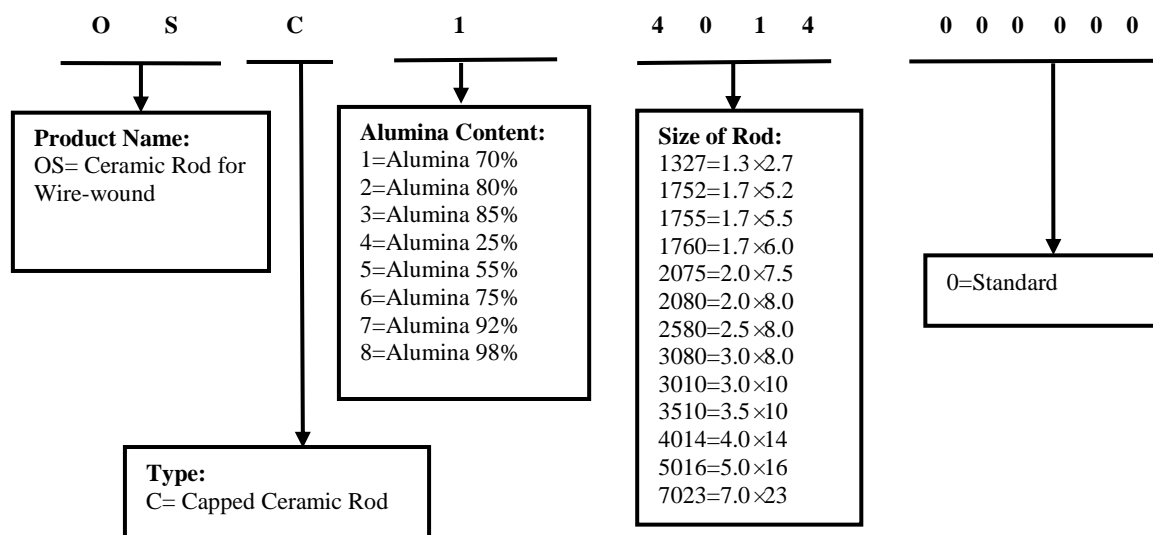 O S C 1 4 0 1 4 0 0 0 0 0 0
Product Name:
OS= Ceramic Rod for
Wire-wound
Alumina Content:
1=Alumina 70%
2=Alumina 80%
3=Alumina 85%
4=Alumina 25%
5=Alumina 55%
6=Alumina 75%
7=Alumina 92%
8=Alumina 98%
Size of Rod:
1327=1.3×2.7
1752=1.7×5.2
1755=1.7×5.5
1760=1.7×6.0
2075=2.0×7.5
2080=2.0×8.0
2580=2.5×8.0
3080=3.0×8.0
3010=3.0×10
3510=3.5×10
4014=4.0×14
5016=5.0×16
7023=7.0×23
0=Standard
Type:
C= Capped Ceramic Rod